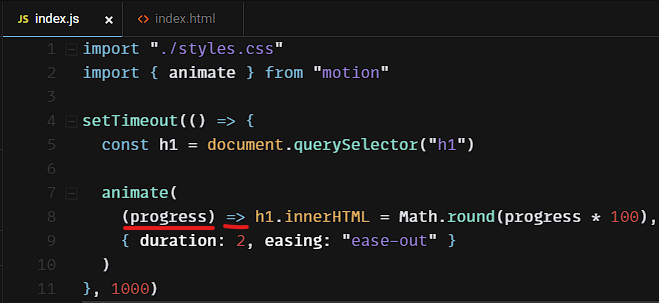 JS index.js × <> index.html
1 import "./styles.css"
2 import { animate } from "motion"
3
4 setTimeout(() => {
5   const h1 = document.querySelector("h1")
6
7   animate(
8     (progress) => h1.innerHTML = Math.round(progress * 100),
9     { duration: 2, easing: "ease-out" }
10   )
11 }, 1000)